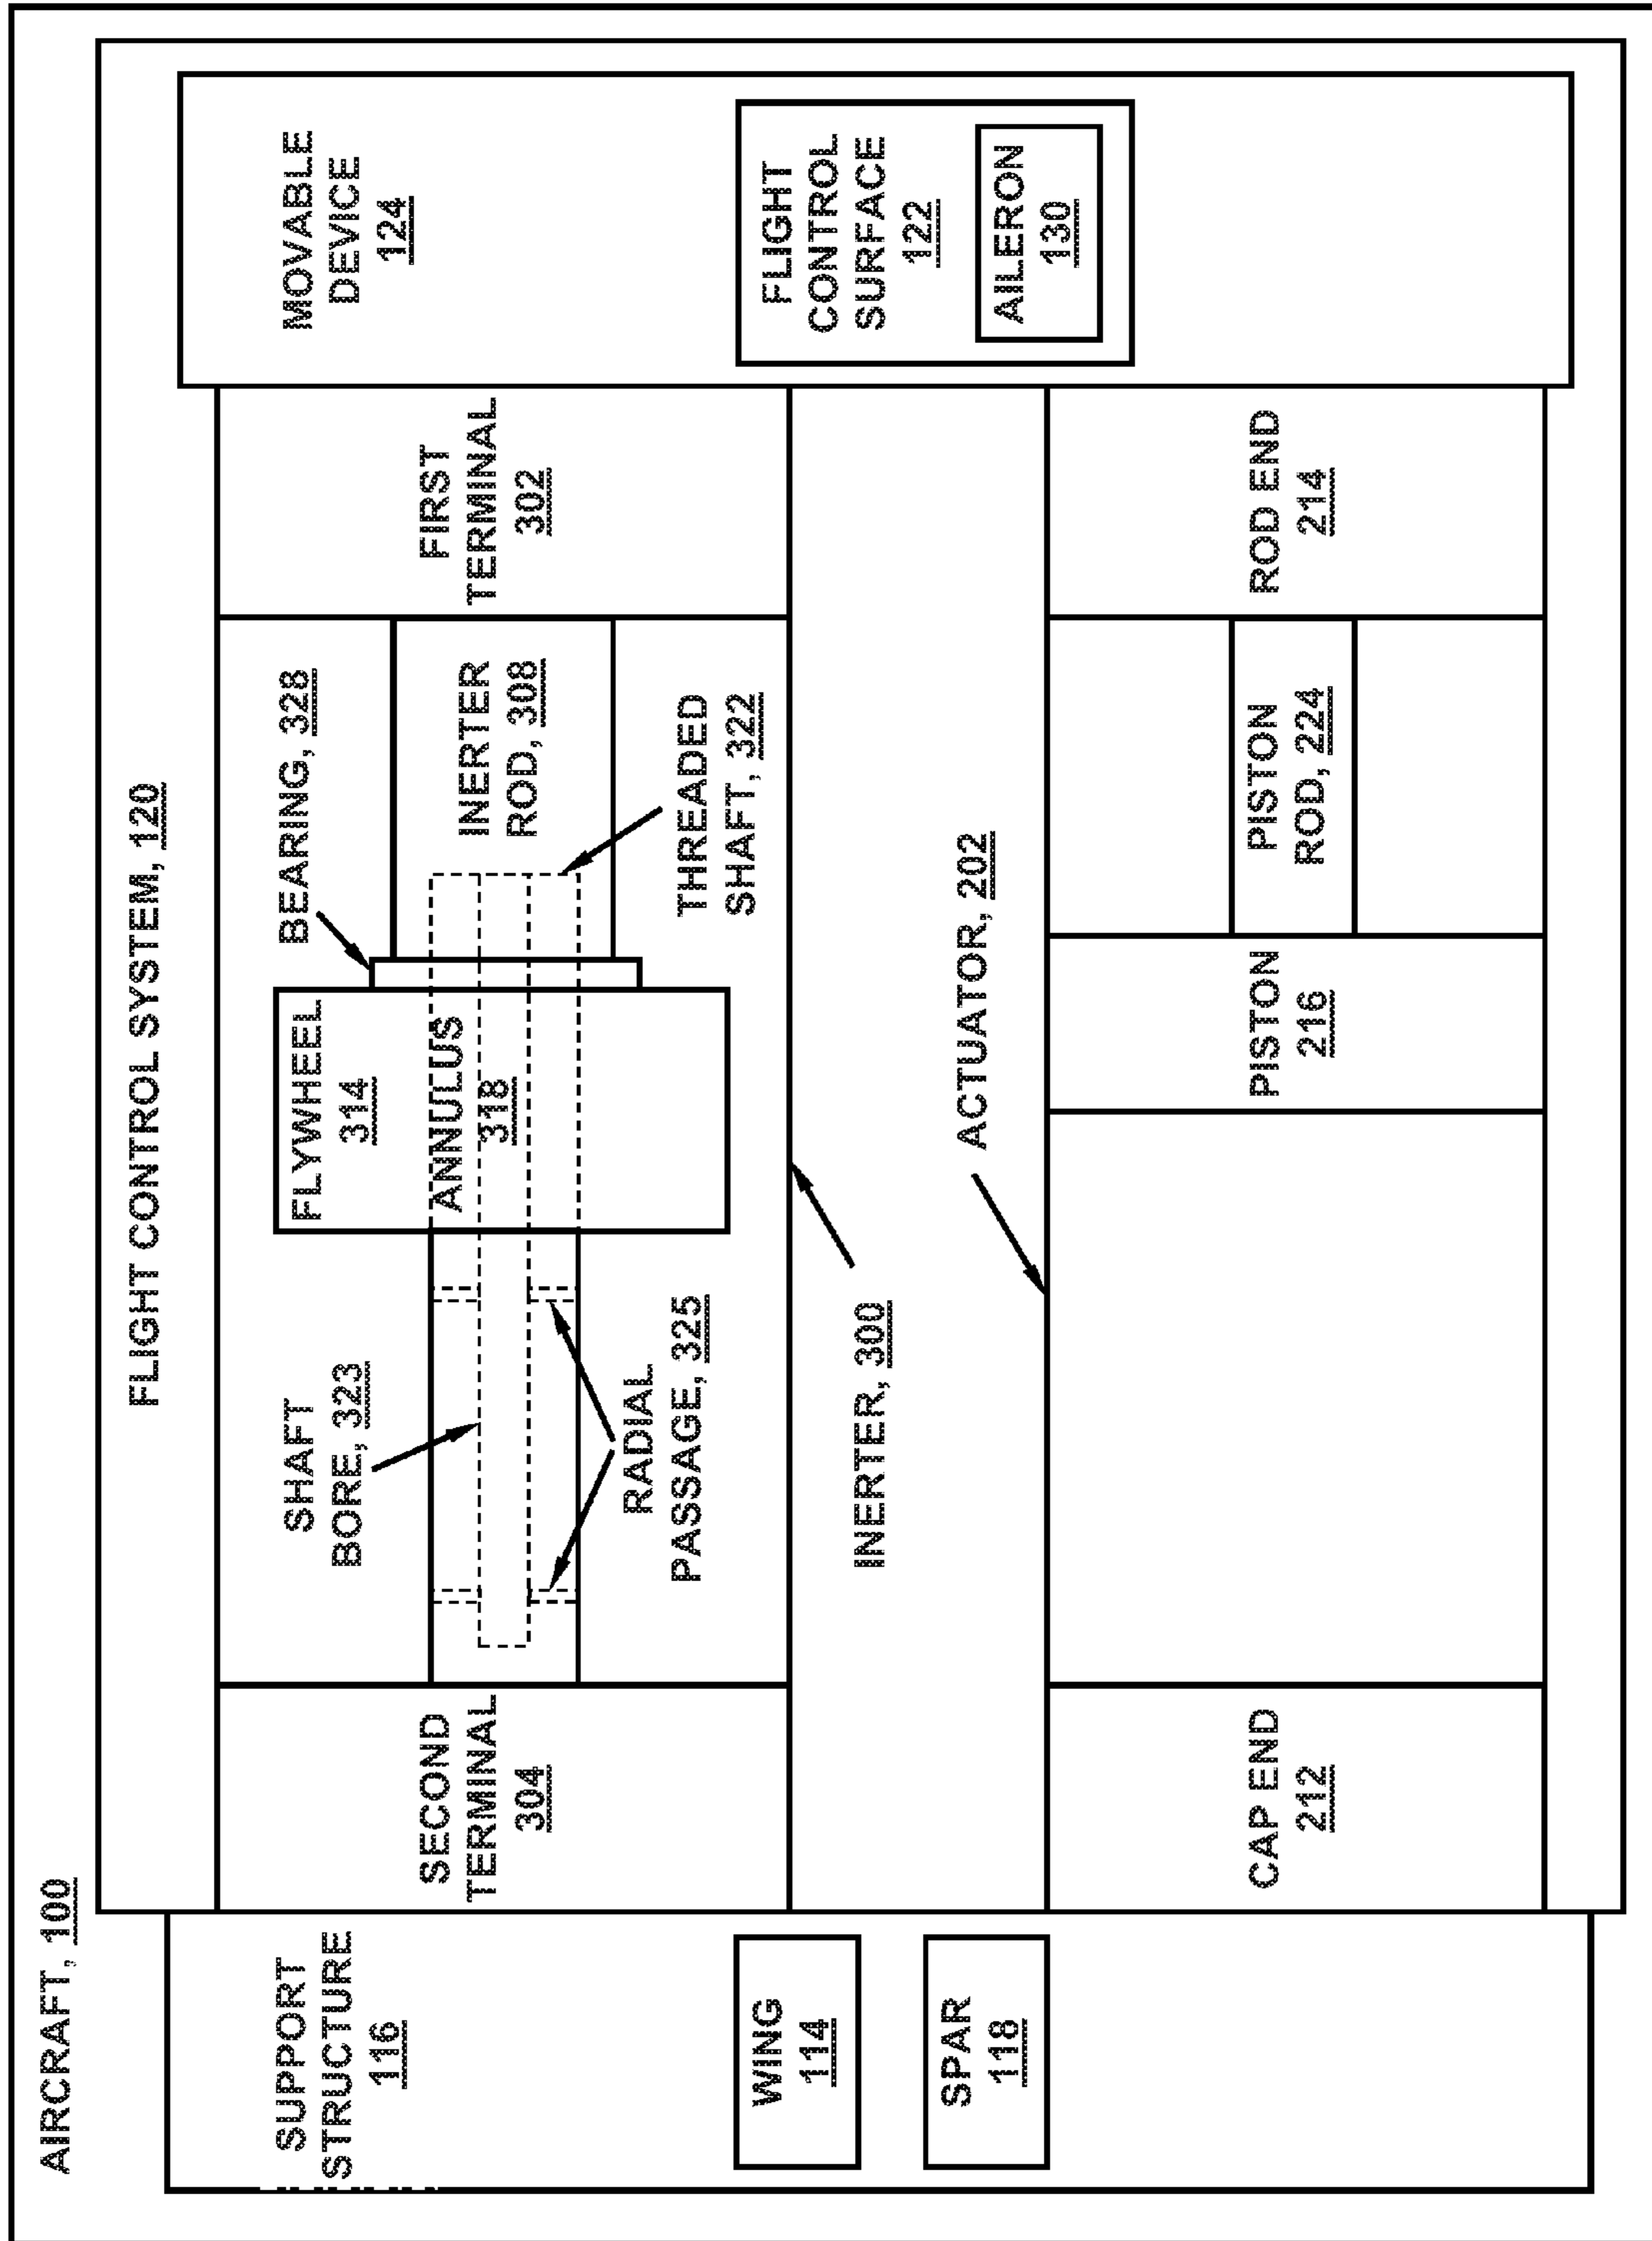 AIRCRAFT, 100
FLIGHT CONTROL SYSTEM, 120
SUPPORT
STRUCTURE
116
WING
114
SPAR
118
SECOND
TERMINAL
304
SHAFT
BORE, 323
RADIAL
PASSAGE, 325
FLYWHEEL
314
ANNULUS
318
BEARING, 328
INERTER
ROD, 308
THREADED
SHAFT, 322
FIRST
TERMINAL
302
MOVABLE
DEVICE
124
FLIGHT
CONTROL
SURFACE
122
AILERON
130
INERTER, 300
ACTUATOR, 202
CAP END
212
PISTON
216
PISTON
ROD, 224
ROD END
214